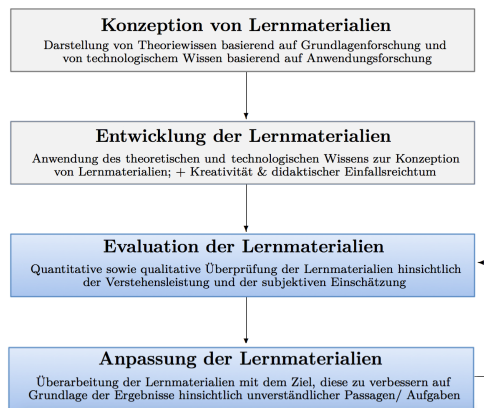 Konzeption von Lernmaterialien
Darstellung von Theoriewissen basierend auf Grundlagenforschung und
von technologischem Wissen basierend auf Anwendungsforschung
Entwicklung der Lernmaterialien
Anwendung des theoretischen und technologischen Wissens zur Konzeption
von Lernmaterialien; + Kreativität & didaktischer Einfallsreichtum
Evaluation der Lernmaterialien
Quantitative sowie qualitative Überprüfung der Lernmaterialien hinsichtlich
der Verstehensleistung und der subjektiven Einschätzung
Anpassung der Lernmaterialien
Überarbeitung der Lernmaterialien mit dem Ziel, diese zu verbessern auf
Grundlage der Ergebnisse hinsichtlich unverständlicher Passagen/ Aufgaben